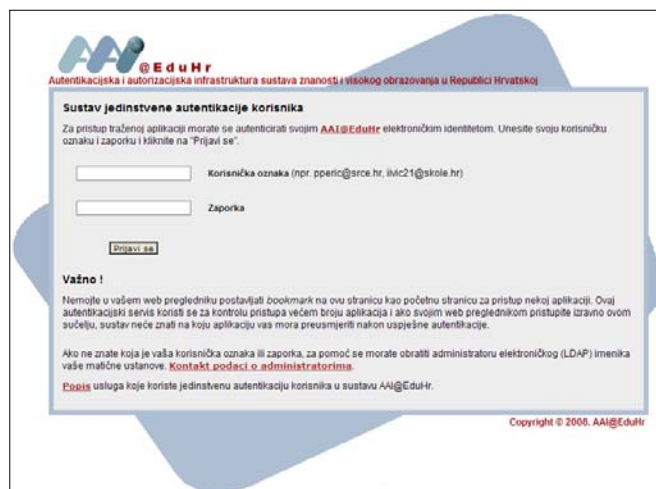 AAI
@EduHr
Autentikacijska i autorizacijska infrastruktura sustava znanosti i visokog obrazovanja u Republici Hrvatskoj
Sustav jedinstvene autentikacije korisnika
Za pristup traženoj aplikaciji morate se autenticirati svojim AAI@EduHr elektroničkim identitetom. Unesite svoju korisničku
oznaku i zaporku i kliknite na "Prijavi se".
Korisnička oznaka (npr. pperic@srce.hr, iivic21@skole.hr)
Zaporka
Prijavi se
Važno !
Nemojte u vašem web pregledniku postavljati bookmark na ovu stranicu kao početnu stranicu za pristup nekoj aplikaciji. Ovaj
autentikacijski servis koristi se za kontrolu pristupa većem broju aplikacija i ako svojim web preglednikom pristupite izravno ovom
sučelju, sustav neće znati na koju aplikaciju vas mora preusmjeriti nakon uspješne autentikacije.
Ako ne znate koja je vaša korisnička oznaka ili zaporka, za pomoć se morate obratiti administratoru elektroničkog (LDAP) imenika
vaše matične ustanove. Kontakt podaci o administratorima.
Popis usluga koje koriste jedinstvenu autentikaciju korisnika u sustavu AAI@EduHr.
Copyright © 2008. AAI@EduHr